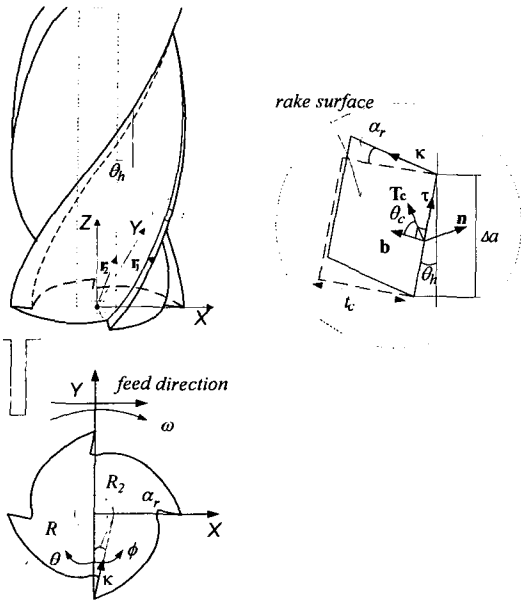 θh
Z
Y
r2
r1
X
rake surface
αr
κ
Tc
τ
θc
n
b
Δa
θh
tc
Y
feed direction
ω
R2
αr
X
R
θ
ϕ
κ